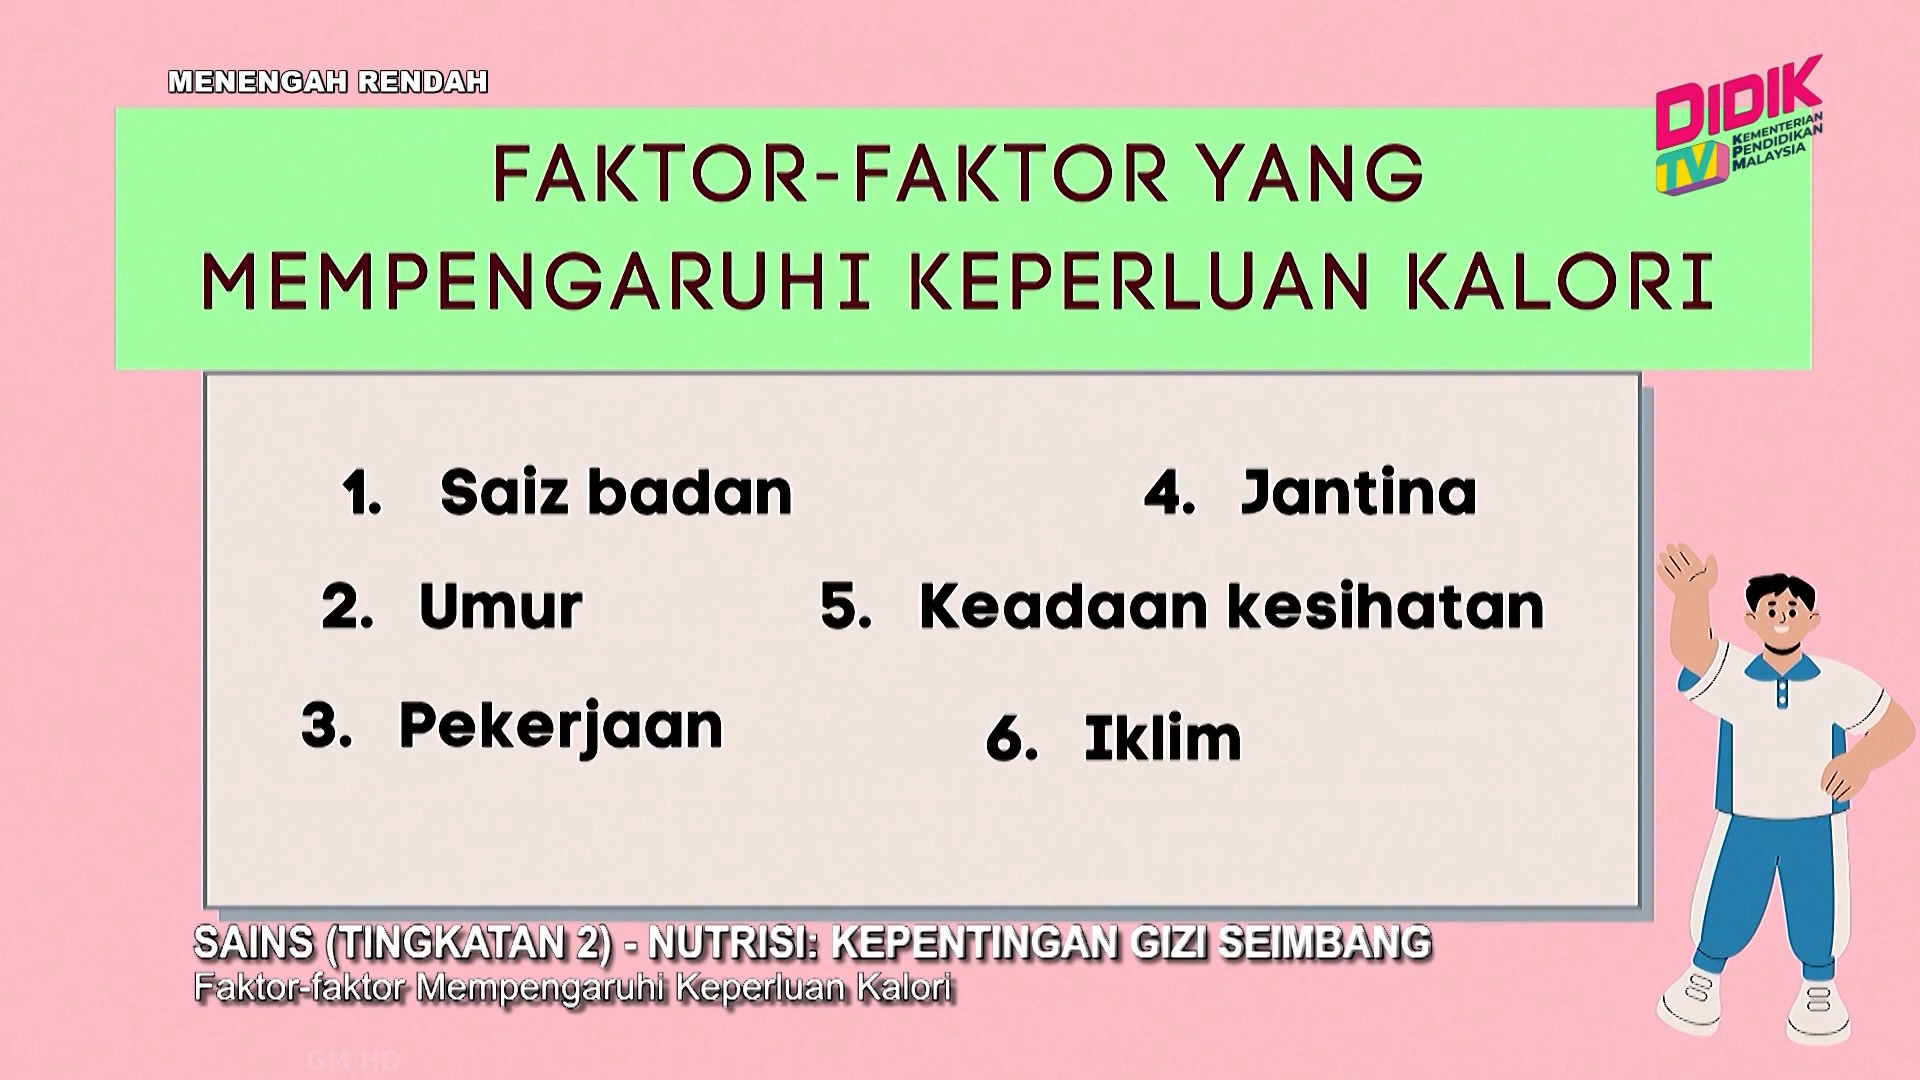 MENENGAH RENDAH
DIDIK
TV
KEMENTERIAN
PENDIDIKAN
MALAYSIA
FAKTOR-FAKTOR YANG
MEMPENGARUHI KEPERLUAN KALORI
1. Saiz badan
2. Umur
3. Pekerjaan
4. Jantina
5. Keadaan kesihatan
6. Iklim
SAINS (TINGKATAN 2) - NUTRISI: KEPENTINGAN GIZI SEIMBANG
Faktor-faktor Mempengaruhi Keperluan Kalori
GM HD